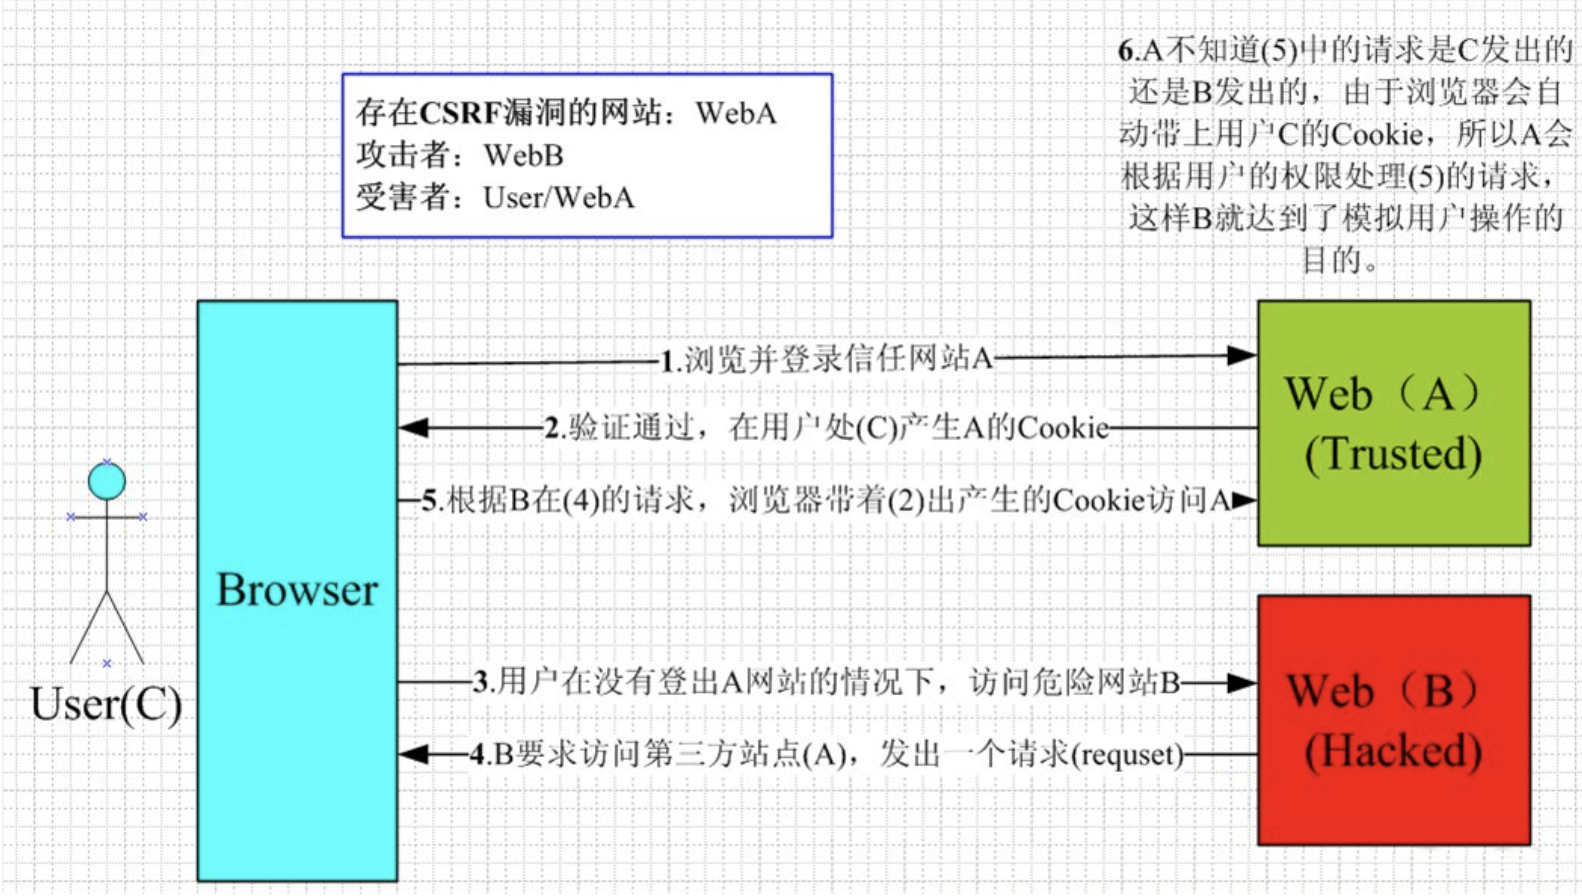 6.A不知道(5)中的请求是C发出的
还是B发出的，由于浏览器会自
动带上用户C的Cookie，所以A会
根据用户的权限处理(5)的请求，
这样B就达到了模拟用户操作的
目的。
存在CSRF漏洞的网站：WebA
攻击者：WebB
受害者：User/WebA
1.浏览并登录信任网站A
2.验证通过，在用户处(C)产生A的Cookie
5.根据B在(4)的请求，浏览器带着(2)出产生的Cookie访问A
3.用户在没有登出A网站的情况下，访问危险网站B
4.B要求访问第三方站点(A)，发出一个请求(requset)
User(C)
Browser
Web（A）
(Trusted)
Web（B）
(Hacked)